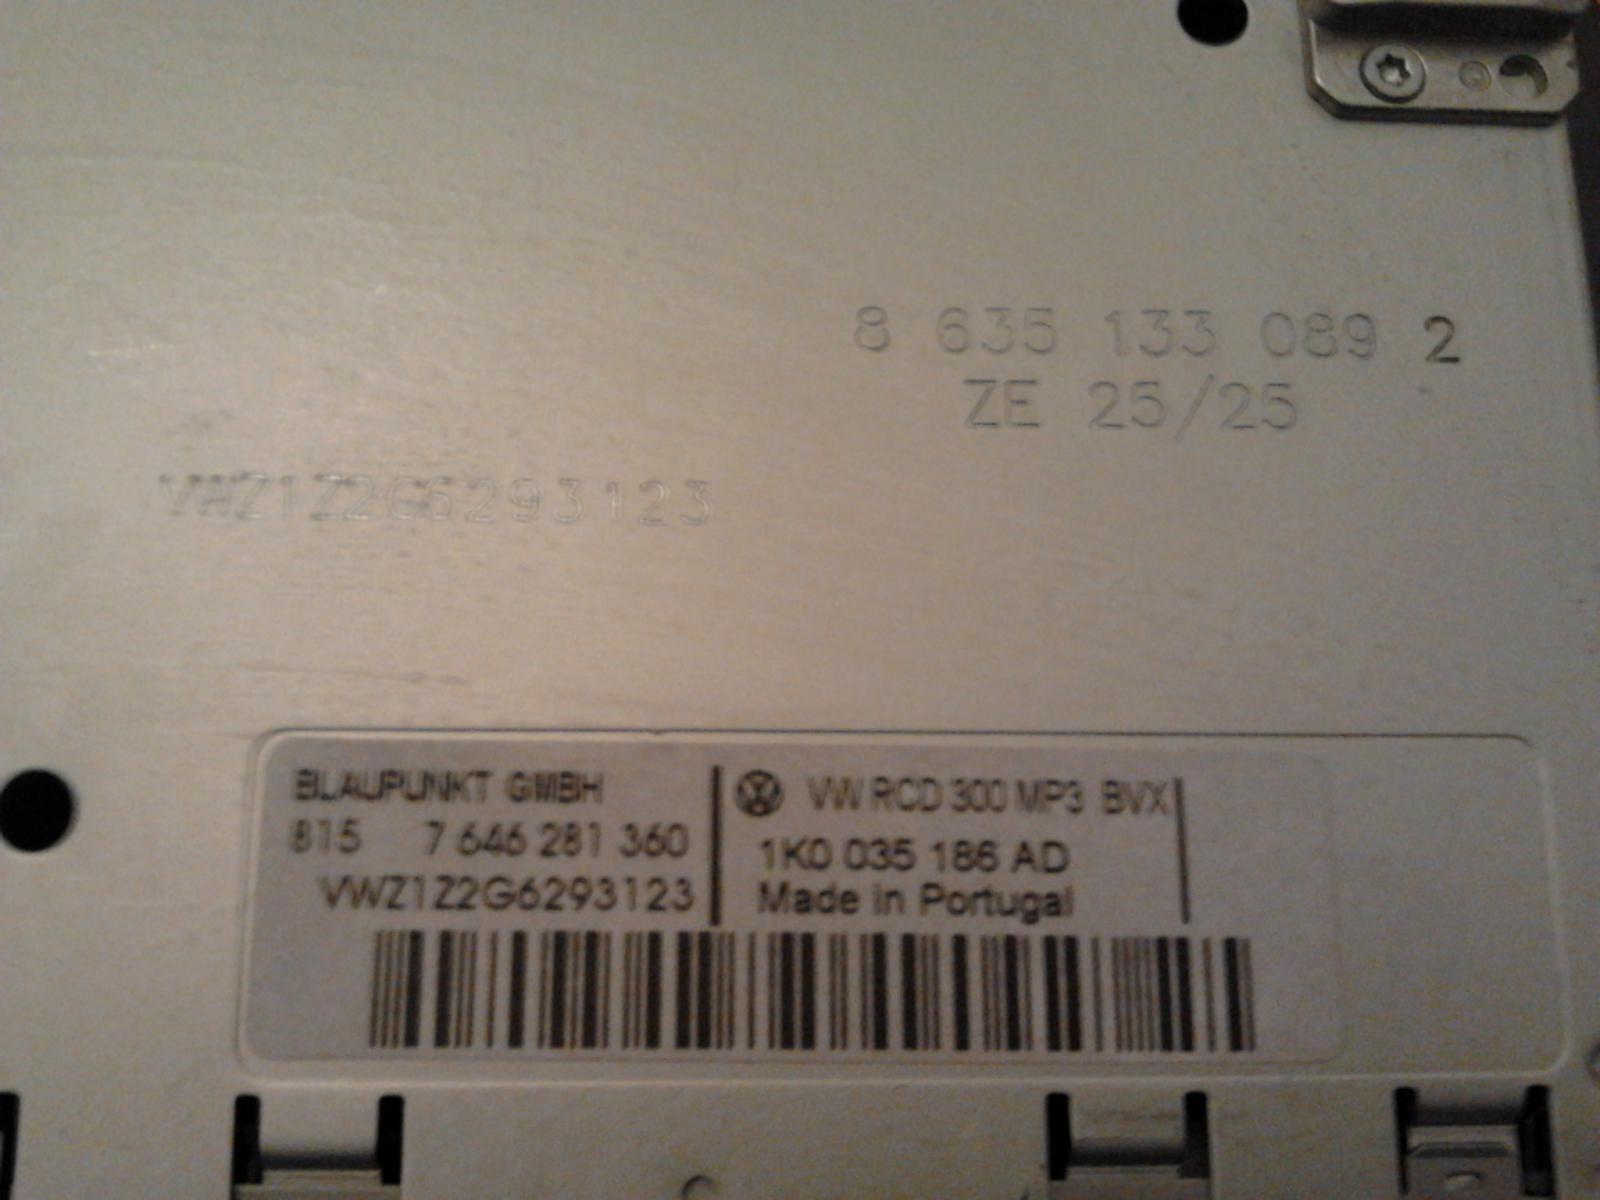 8 635 133 089 2
ZE 25/25
VWZ1Z2G6293123
BLAUPUNKT GMBH
815 7 646 281 360
VWZ1Z2G6293123
VW RCD 300 MP3 BVX
1K0 035 186 AD
Made in Portugal